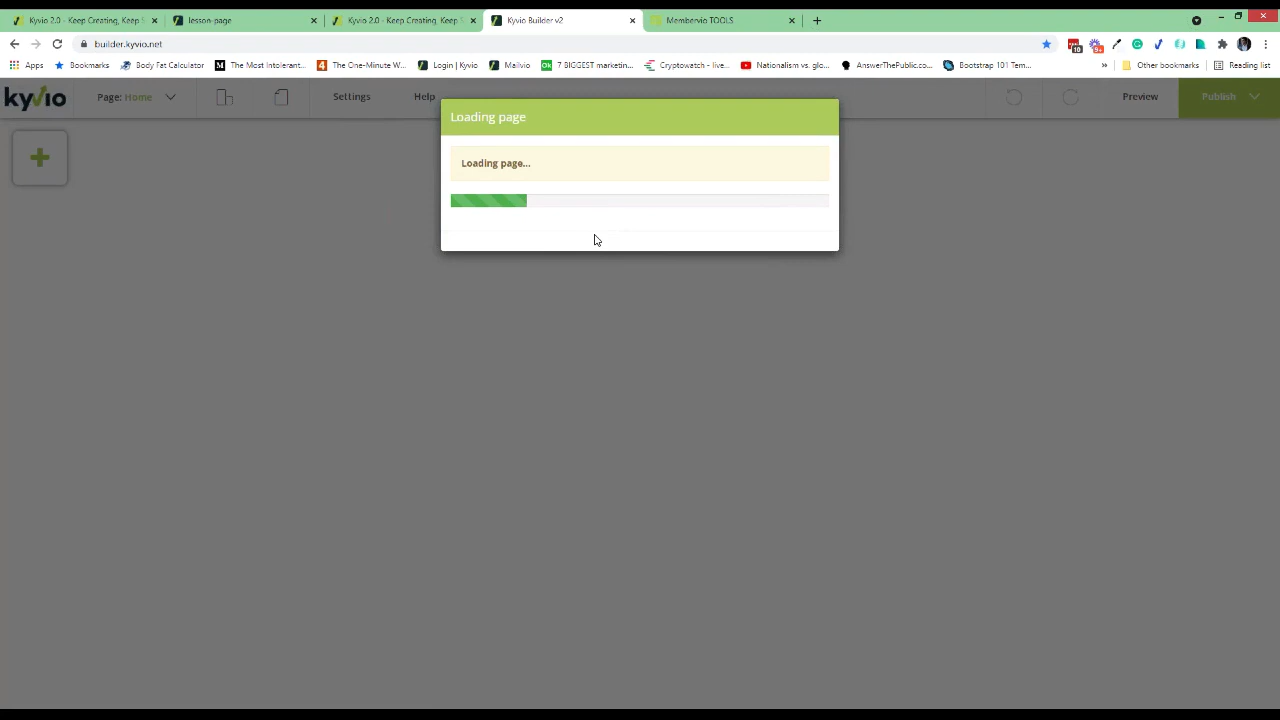 Kyvio 2.0 - Keep Creating, Keep S
lesson-page
Kyvio 2.0 - Keep Creating, Keep S
Kyvio Builder v2
Membervio TOOLS
builder.kyvio.net
10
9+
Apps
Bookmarks
Body Fat Calculator
The Most Intolerant...
The One-Minute W...
Login | Kyvio
Mailvio
7 BIGGEST marketin...
Cryptowatch - live...
Nationalism vs. glo...
AnswerThePublic.co...
Bootstrap 101 Tem...
»
Other bookmarks
Reading list
kyvio
Page: Home
Settings
Help
Preview
Publish
Loading page
Loading page...